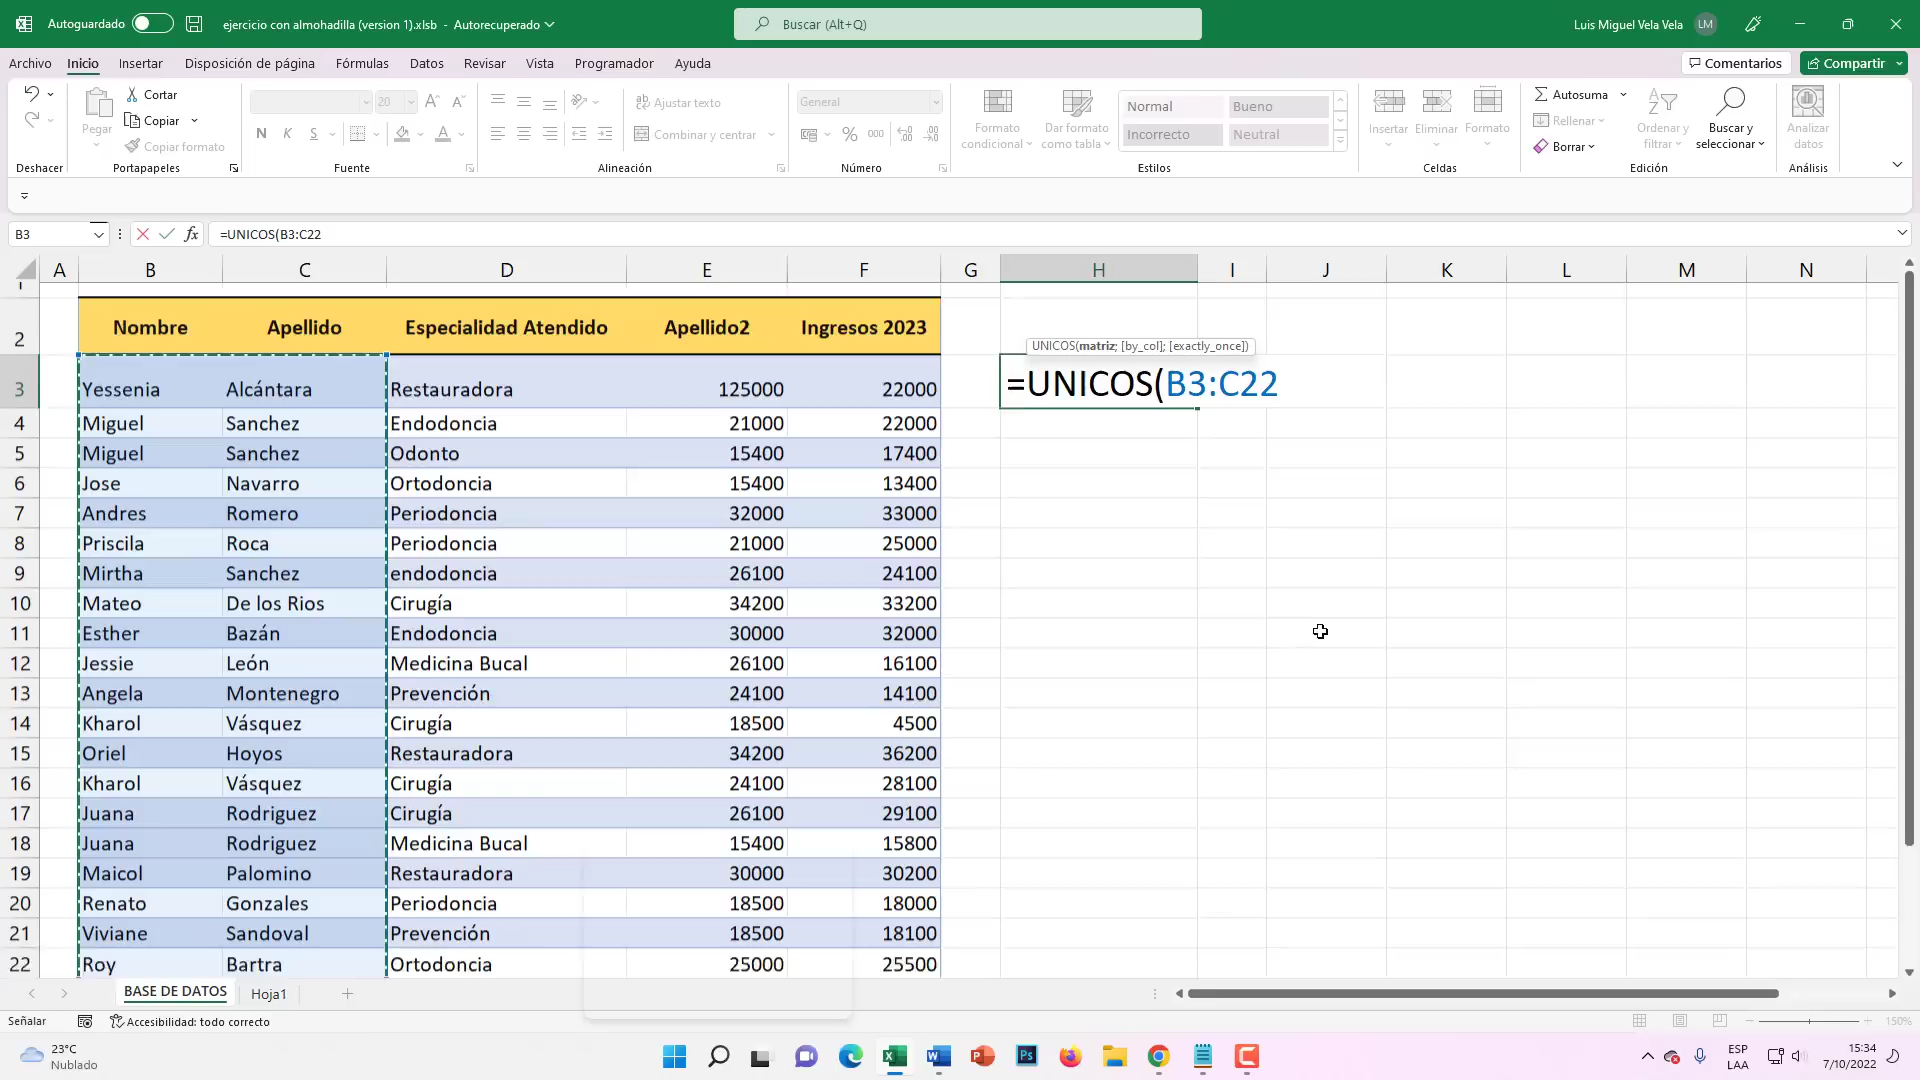 Autoguardado
ejercicio con almohadilla (version 1).xlsb - Autorecuperado
Buscar (Alt+Q)
Luis Miguel Vela Vela LM
Archivo Inicio Insertar Disposición de página Fórmulas Datos Revisar Vista Programador Ayuda
Comentarios Compartir
Pegar
Cortar
Copiar
Copiar formato
20
N K S
Ajustar texto
Combinar y centrar
General
% 000
Formato condicional
Dar formato como tabla
Normal Bueno
Incorrecto Neutral
Insertar Eliminar Formato
Autosuma
Rellenar
Borrar
Ordenar y filtrar
Buscar y seleccionar
Analizar datos
Deshacer Portapapeles Fuente Alineación Número Estilos Celdas Edición Análisis
B3 fx =UNICOS(B3:C22
A B C D E F G H I J K L M N
2 Nombre Apellido Especialidad Atendido Apellido2 Ingresos 2023
UNICOS(matriz; [by_col]; [exactly_once])
3 Yessenia Alcántara Restauradora 125000 22000 =UNICOS(B3:C22
4 Miguel Sanchez Endodoncia 21000 22000
5 Miguel Sanchez Odonto 15400 17400
6 Jose Navarro Ortodoncia 15400 13400
7 Andres Romero Periodoncia 32000 33000
8 Priscila Roca Periodoncia 21000 25000
9 Mirtha Sanchez endodoncia 26100 24100
10 Mateo De los Rios Cirugía 34200 33200
11 Esther Bazán Endodoncia 30000 32000
12 Jessie León Medicina Bucal 26100 16100
13 Angela Montenegro Prevención 24100 14100
14 Kharol Vásquez Cirugía 18500 4500
15 Oriel Hoyos Restauradora 34200 36200
16 Kharol Vásquez Cirugía 24100 28100
17 Juana Rodriguez Cirugía 26100 29100
18 Juana Rodriguez Medicina Bucal 15400 15800
19 Maicol Palomino Restauradora 30000 30200
20 Renato Gonzales Periodoncia 18500 18000
21 Viviane Sandoval Prevención 18500 18100
22 Roy Bartra Ortodoncia 25000 25500
BASE DE DATOS Hoja1
Señalar Accesibilidad: todo correcto 150%
23°C
Nublado
ESP
LAA
15:34
7/10/2022